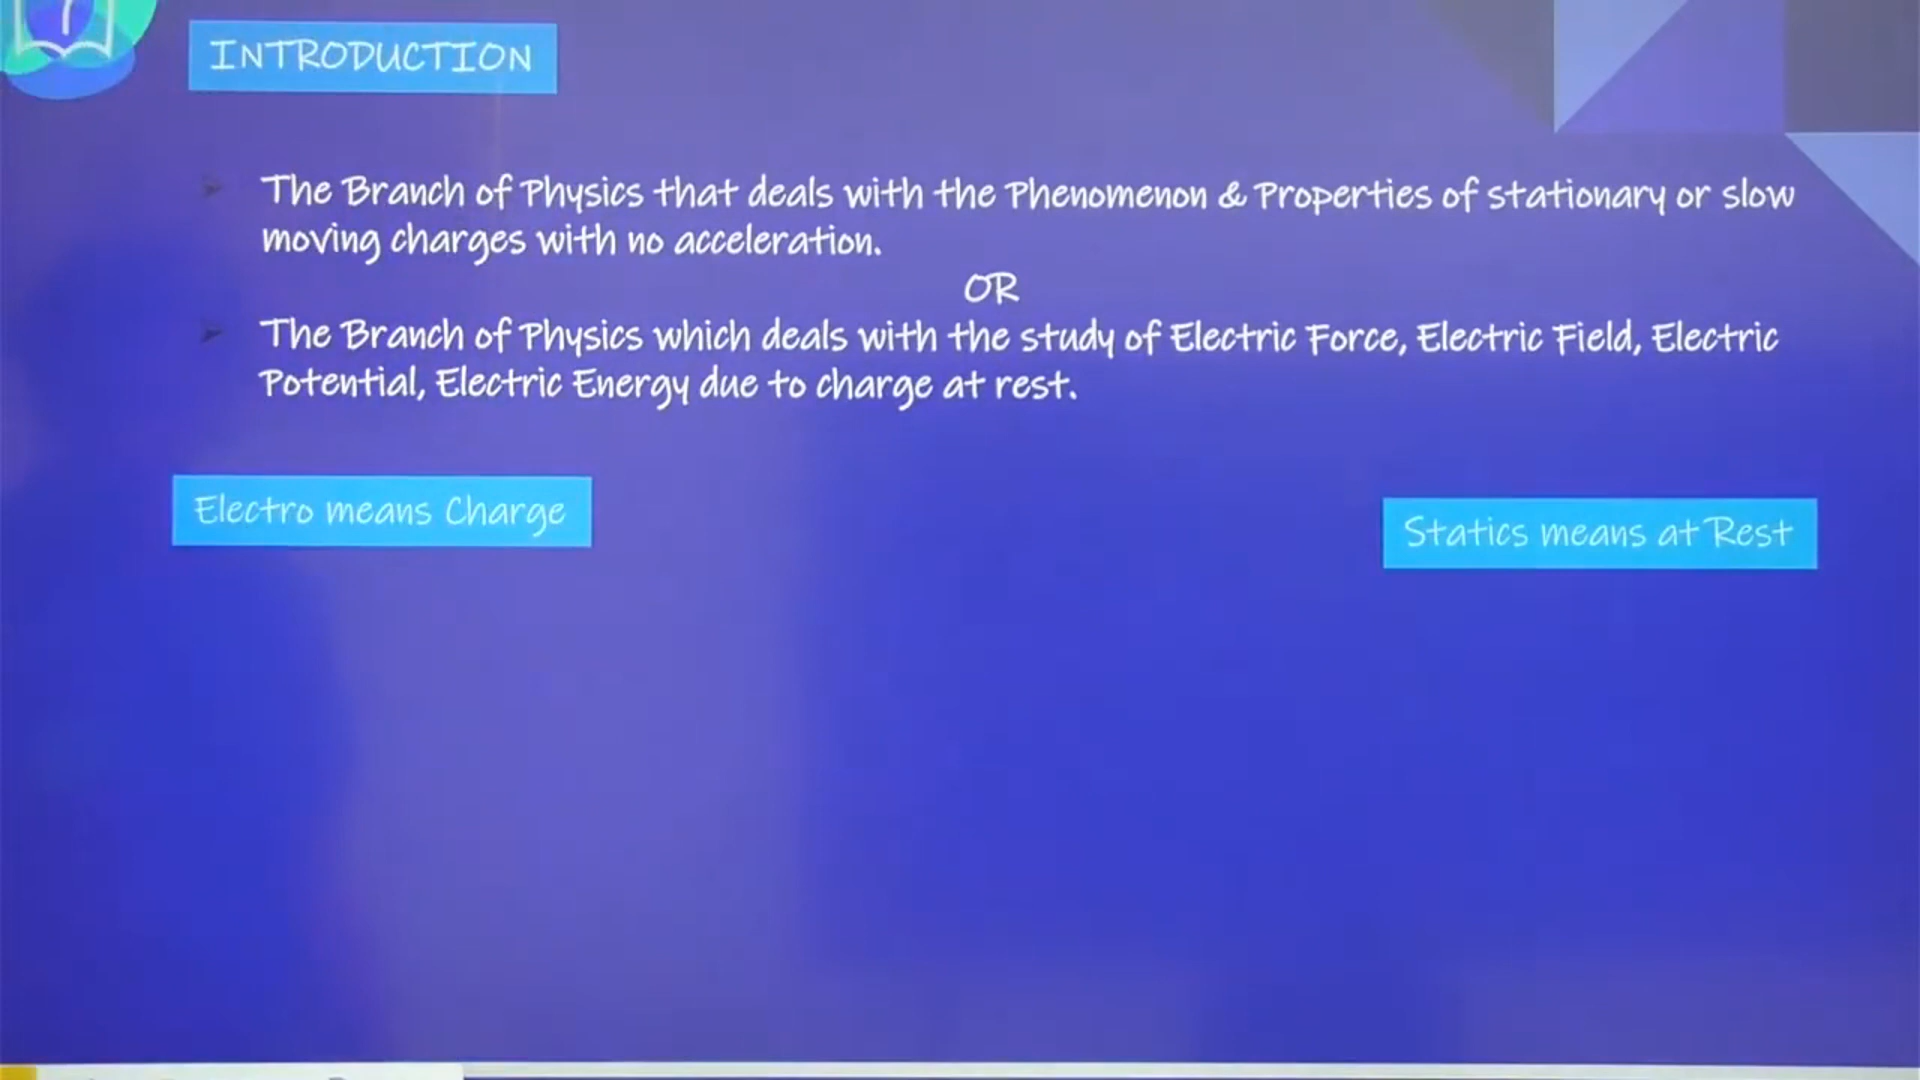 INTRODUCTION
The Branch of Physics that deals with the Phenomenon & Properties of stationary or slow
moving charges with no acceleration.
OR
The Branch of Physics which deals with the study of Electric Force, Electric Field, Electric
Potential, Electric Energy due to charge at rest.
Electro means Charge
Statics means at Rest